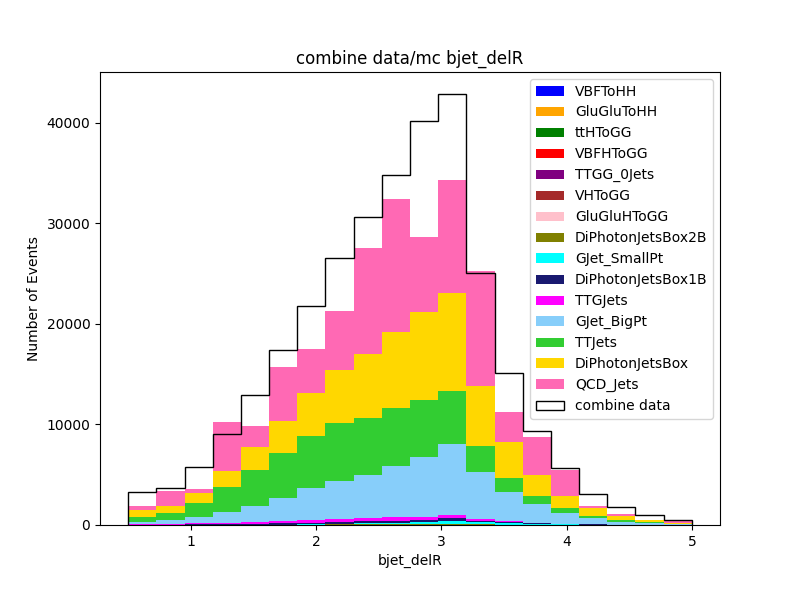 combine data/mc bjet_delR
Number of Events
40000
30000
20000
10000
0
1
2
3
4
5
bjet_delR
VBFToHH
GluGluToHH
ttHToGG
VBFHToGG
TTGG_0Jets
VHToGG
GluGluHToGG
DiPhotonJetsBox2B
GJet_SmallPt
DiPhotonJetsBox1B
TTGJets
GJet_BigPt
TTJets
DiPhotonJetsBox
QCD_Jets
combine data